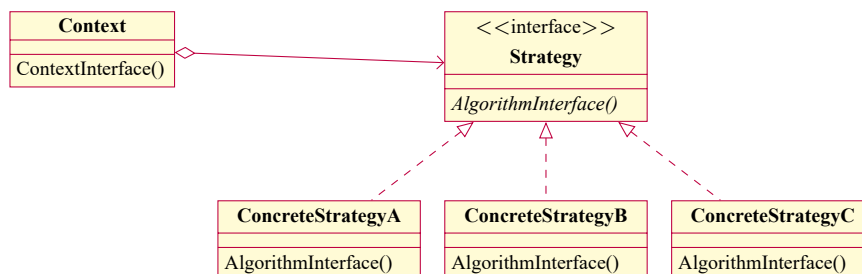 Context
ContextInterface()
<<interface>>
Strategy
AlgorithmInterface()
ConcreteStrategyA
AlgorithmInterface()
ConcreteStrategyB
AlgorithmInterface()
ConcreteStrategyC
AlgorithmInterface()